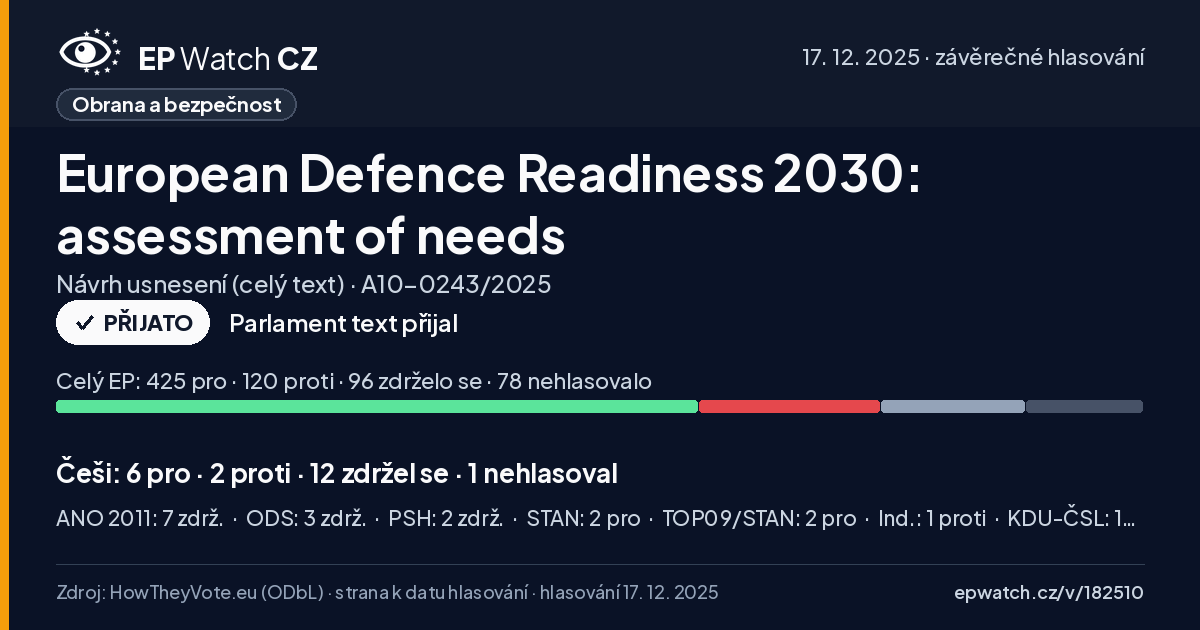 EP Watch CZ
17. 12. 2025 · závěrečné hlasování
Obrana a bezpečnost
European Defence Readiness 2030:
assessment of needs
Návrh usnesení (celý text) · A10–0243/2025
✓ PŘIJATO Parlament text přijal
Celý EP: 425 pro · 120 proti · 96 zdrželo se · 78 nehlasovalo
Češi: 6 pro · 2 proti · 12 zdržel se · 1 nehlasoval
ANO 2011: 7 zdrž. · ODS: 3 zdrž. · PSH: 2 zdrž. · STAN: 2 pro · TOP09/STAN: 2 pro · Ind.: 1 proti · KDU-ČSL: 1…
Zdroj: HowTheyVote.eu (ODbL) · strana k datu hlasování · hlasování 17. 12. 2025
epwatch.cz/v/182510